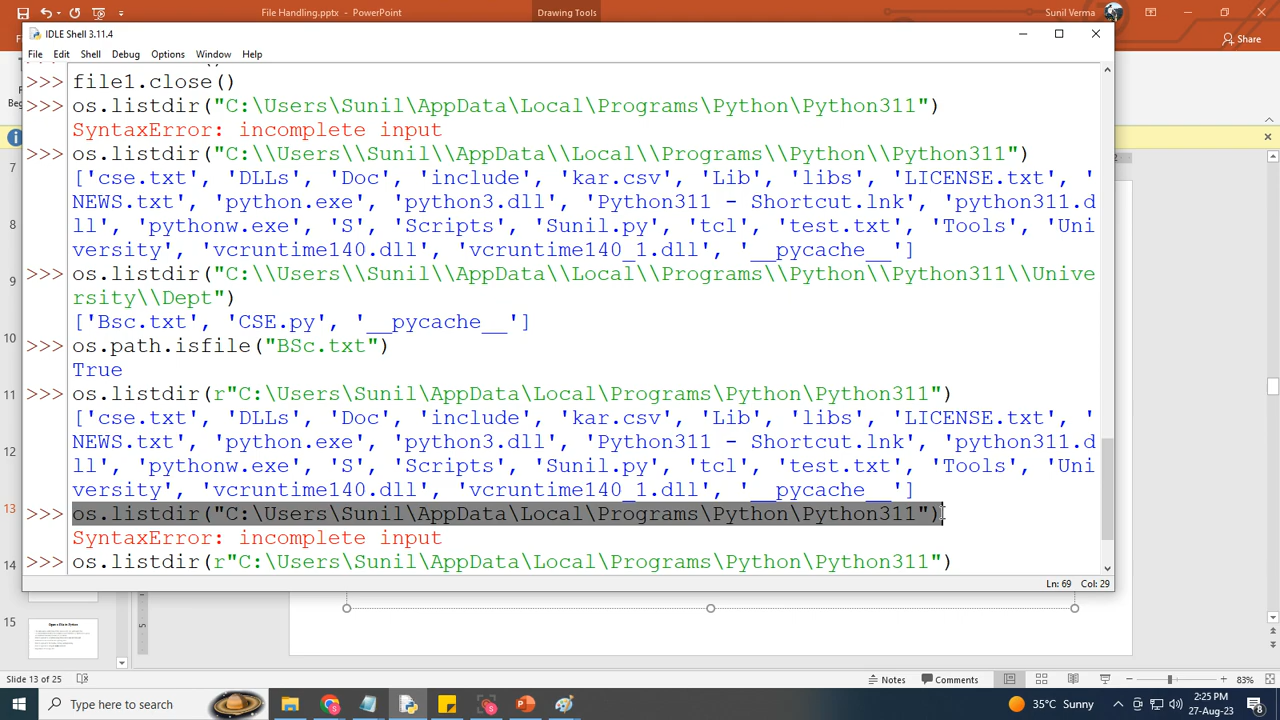 File Handling.pptx - PowerPoint
Drawing Tools
Sunil Verma
Share
IDLE Shell 3.11.4
File Edit Shell Debug Options Window Help
>>> file1.close()
>>> os.listdir("C:\Users\Sunil\AppData\Local\Programs\Python\Python311")
SyntaxError: incomplete input
>>> os.listdir("C:\\Users\\Sunil\\AppData\\Local\\Programs\\Python\\Python311")
['cse.txt', 'DLLs', 'Doc', 'include', 'kar.csv', 'Lib', 'libs', 'LICENSE.txt', '
NEWS.txt', 'python.exe', 'python3.dll', 'Python311 - Shortcut.lnk', 'python311.d
ll', 'pythonw.exe', 'S', 'Scripts', 'Sunil.py', 'tcl', 'test.txt', 'Tools', 'Uni
versity', 'vcruntime140.dll', 'vcruntime140_1.dll', '__pycache__']
>>> os.listdir("C:\\Users\\Sunil\\AppData\\Local\\Programs\\Python\\Python311\\Unive
rsity\\Dept")
['Bsc.txt', 'CSE.py', '__pycache__']
>>> os.path.isfile("BSc.txt")
True
>>> os.listdir(r"C:\Users\Sunil\AppData\Local\Programs\Python\Python311")
['cse.txt', 'DLLs', 'Doc', 'include', 'kar.csv', 'Lib', 'libs', 'LICENSE.txt', '
NEWS.txt', 'python.exe', 'python3.dll', 'Python311 - Shortcut.lnk', 'python311.d
ll', 'pythonw.exe', 'S', 'Scripts', 'Sunil.py', 'tcl', 'test.txt', 'Tools', 'Uni
versity', 'vcruntime140.dll', 'vcruntime140_1.dll', '__pycache__']
>>> os.listdir("C:\Users\Sunil\AppData\Local\Programs\Python\Python311")
SyntaxError: incomplete input
>>> os.listdir(r"C:\Users\Sunil\AppData\Local\Programs\Python\Python311")
Ln: 69 Col: 29
7
8
9
10
11
12
13
14
15
Slide 13 of 25
Notes
Comments
83%
Type here to search
35°C Sunny
2:25 PM
27-Aug-23
8